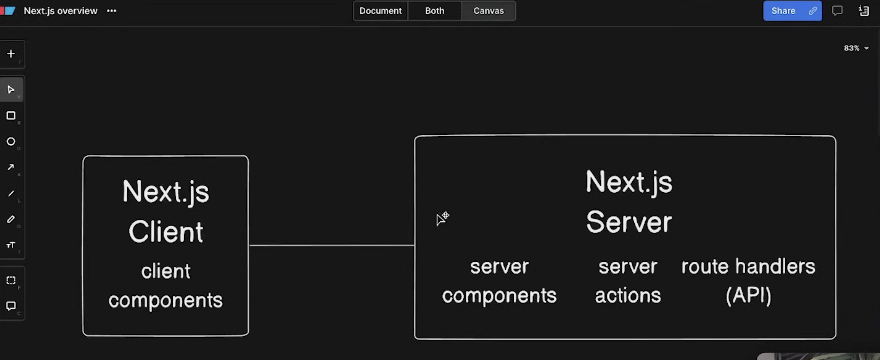 Next.js overview
Document
Both
Canvas
Share
83%
Next.js
Client
client
components
Next.js
Server
server
components
server
actions
route handlers
(API)